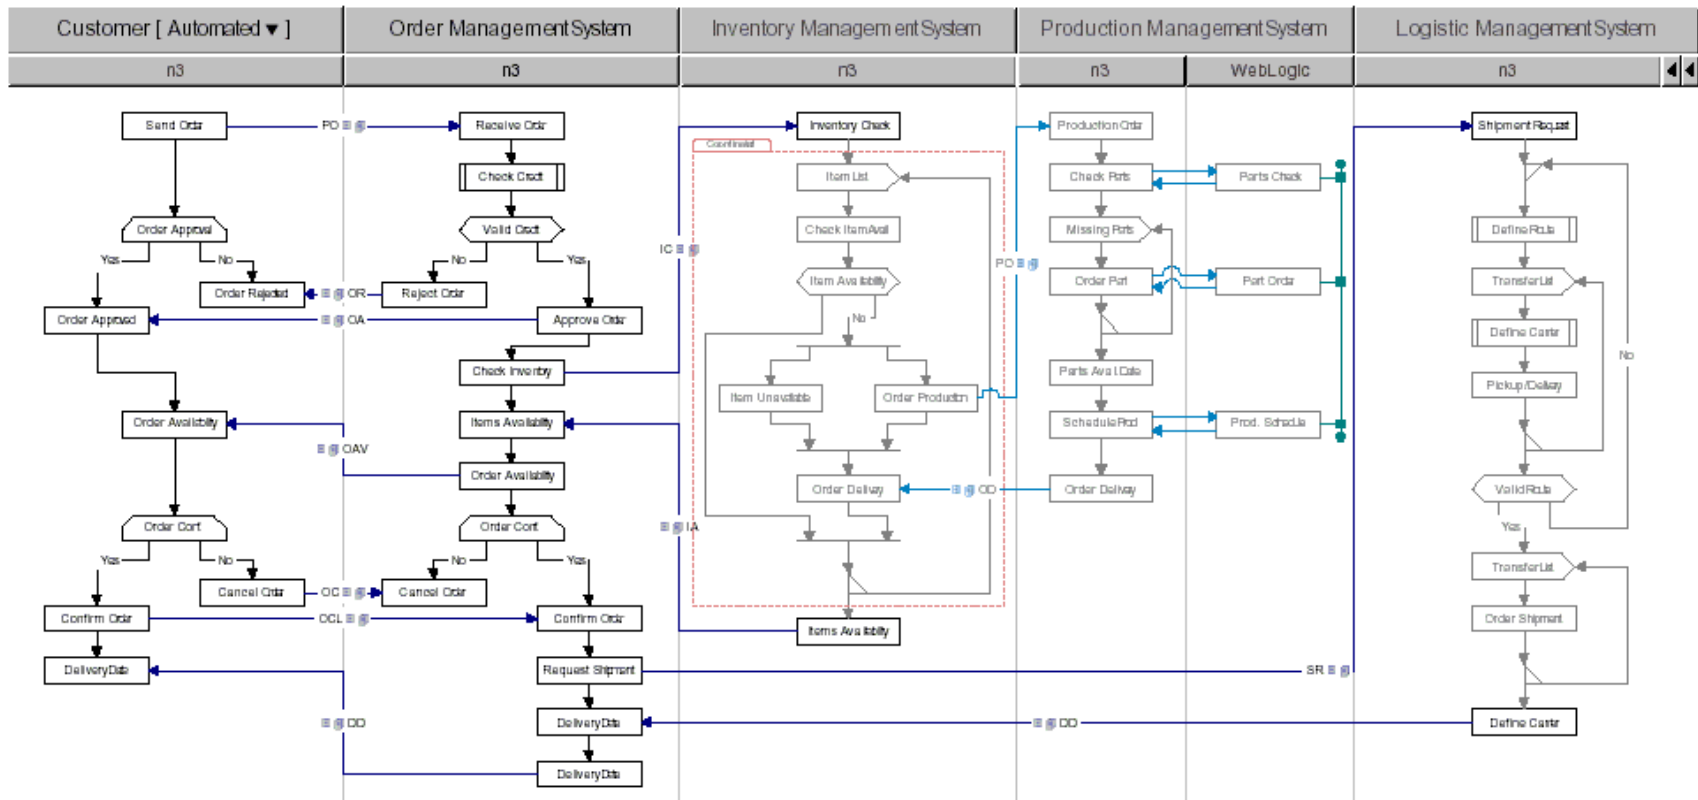 Customer [ Automated ▼ ]
Order Management System
Inventory Management System
Production Management System
Logistic Management System
n3
n3
n3
n3
WebLogic
n3
Send Order
PO
Receive Order
Inventory Check
Production Order
Shipment Request
Check Credit
Item List
Check Parts
Parts Check
Order Approval
Valid Credit
Check Item Avail
Missing Parts
Define Route
Yes
No
No
Yes
IC
PO
Order Rejected
OR
Reject Order
Item Availability
Order Part
Part Order
Transfer List
Order Approved
OA
Approve Order
No
Define Carrier
No
Check Inventory
Parts Avail. Date
Pickup/Delivery
Item Unavailable
Order Production
Order Availability
Items Availability
Schedule Prod
Prod. Schedule
OAV
Order Availability
Order Delivery
OD
Order Delivery
Valid Route
Order Conf.
Order Conf.
IA
Yes
Yes
No
No
Yes
Transfer List
Cancel Order
OC
Cancel Order
Confirm Order
OCL
Confirm Order
Items Availability
Order Shipment
Delivery Date
Request Shipment
SR
DD
Delivery Date
DD
Define Carrier
Delivery Date